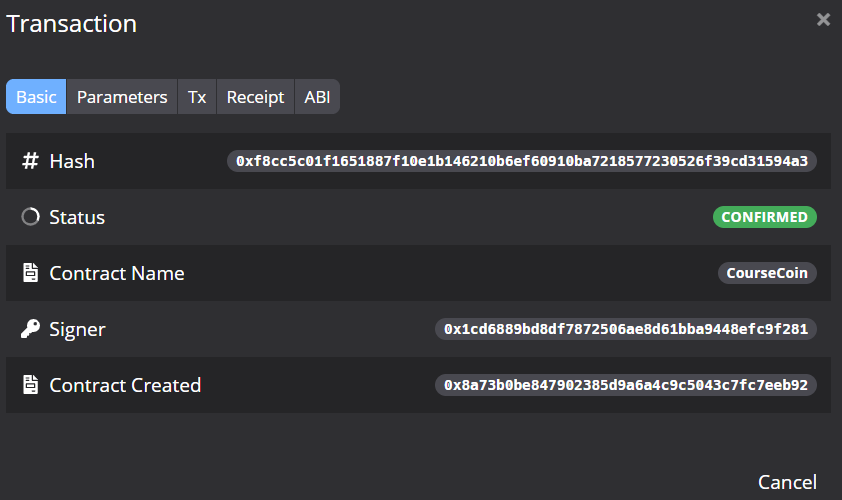 Transaction
Basic Parameters Tx Receipt ABI
Hash 0xf8cc5c01f1651887f10e1b146210b6ef60910ba7218577230526f39cd31594a3
Status CONFIRMED
Contract Name CourseCoin
Signer 0x1cd6889bd8df7872506ae8d61bba9448efc9f281
Contract Created 0x8a73b0be847902385d9a6a4c9c5043c7fc7eeb92
Cancel